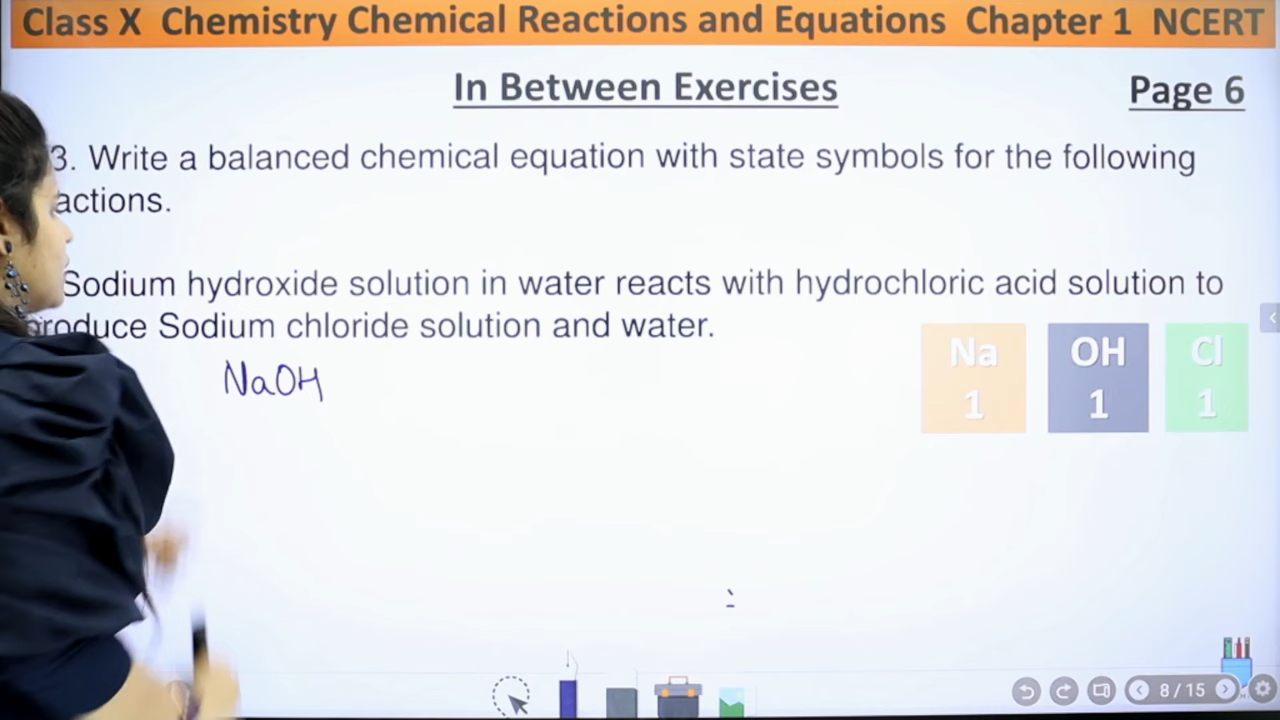 Class X Chemistry Chemical Reactions and Equations Chapter 1 NCERT
In Between Exercises
Page 6
3. Write a balanced chemical equation with state symbols for the following
actions.
Sodium hydroxide solution in water reacts with hydrochloric acid solution to
produce Sodium chloride solution and water.
Na OH Cl
1 1 1
NaOH
8 / 15